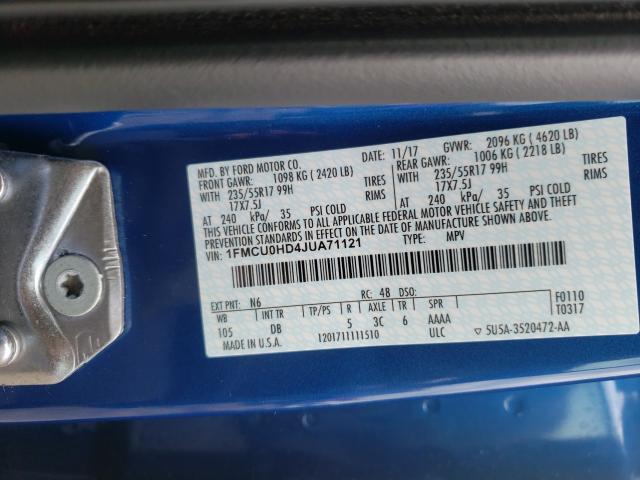 MFD. BY FORD MOTOR CO.
DATE: 11/17 GVWR: 2096 KG ( 4620 LB)
FRONT GAWR: 1098 KG ( 2420 LB) REAR GAWR: 1006 KG ( 2218 LB)
WITH 235/55R17 99H TIRES WITH 235/55R17 99H TIRES
17X7.5J RIMS 17X7.5J RIMS
AT 240 kPa/ 35 PSI COLD AT 240 kPa/ 35 PSI COLD
THIS VEHICLE CONFORMS TO ALL APPLICABLE FEDERAL MOTOR VEHICLE SAFETY AND THEFT
PREVENTION STANDARDS IN EFFECT ON THE DATE OF MANUFACTURE SHOWN ABOVE.
VIN: 1FMCU0HD4JUA71121 TYPE: MPV
EXT PNT: N6 RC: 48 DSO: F0110
WB INT TR TP/PS R AXLE TR SPR T0317
105 DB 5 3C 6 AAAA
MADE IN U.S.A. 1201711111510 ULC ▽ 5U5A-3520472-AA